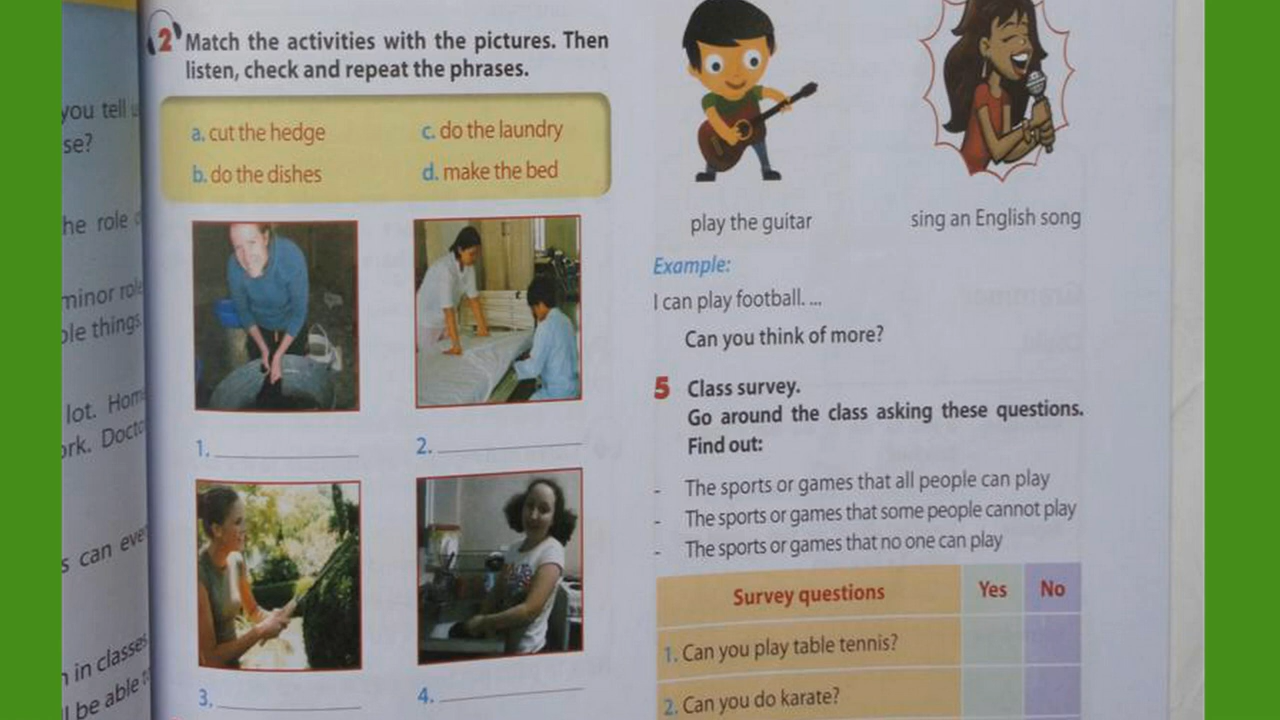 you tell
se?
he role
minor role
ple things.
lot. Home
ork. Docto
s can eve
in classes
be able
2 Match the activities with the pictures. Then
listen, check and repeat the phrases.
a. cut the hedge
c. do the laundry
b. do the dishes
d. make the bed
1.
2.
3.
4.
play the guitar
sing an English song
Example:
I can play football. ...
Can you think of more?
5 Class survey.
Go around the class asking these questions.
Find out:
- The sports or games that all people can play
- The sports or games that some people cannot play
- The sports or games that no one can play
Survey questions Yes No
1. Can you play table tennis?
2. Can you do karate?